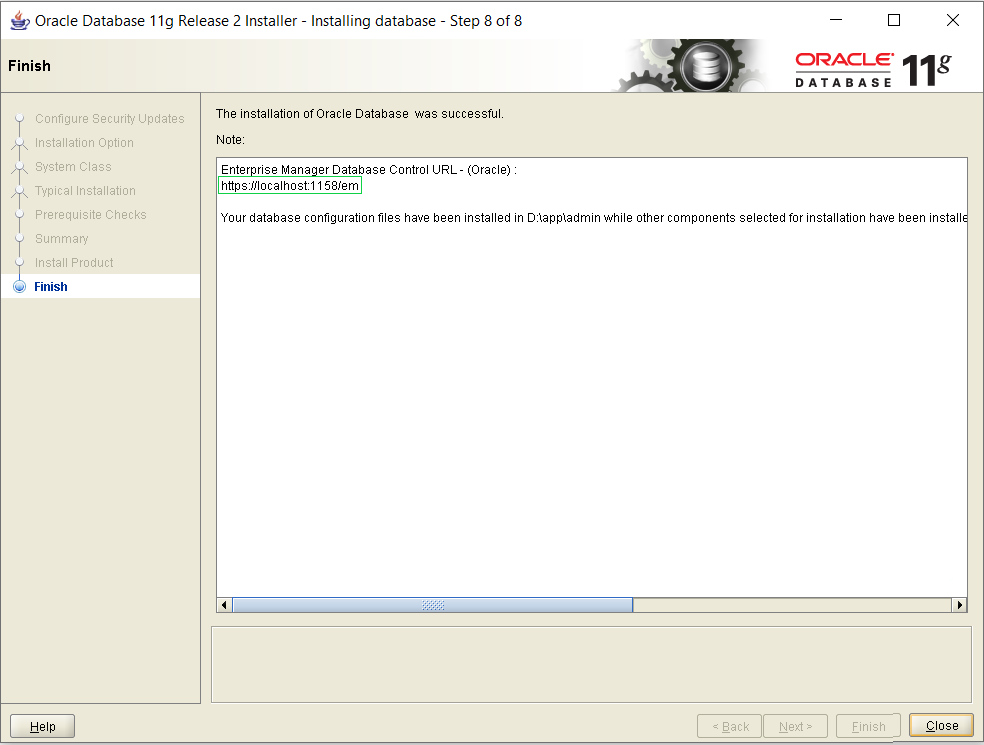 Oracle Database 11g Release 2 Installer - Installing database - Step 8 of 8
Finish
ORACLE
DATABASE
11g
Configure Security Updates
Installation Option
System Class
Typical Installation
Prerequisite Checks
Summary
Install Product
Finish
The installation of Oracle Database was successful.
Note:
Enterprise Manager Database Control URL - (Oracle) :
https://localhost:1158/em
Your database configuration files have been installed in D:\app\admin while other components selected for installation have been installe
Help
< Back
Next >
Finish
Close